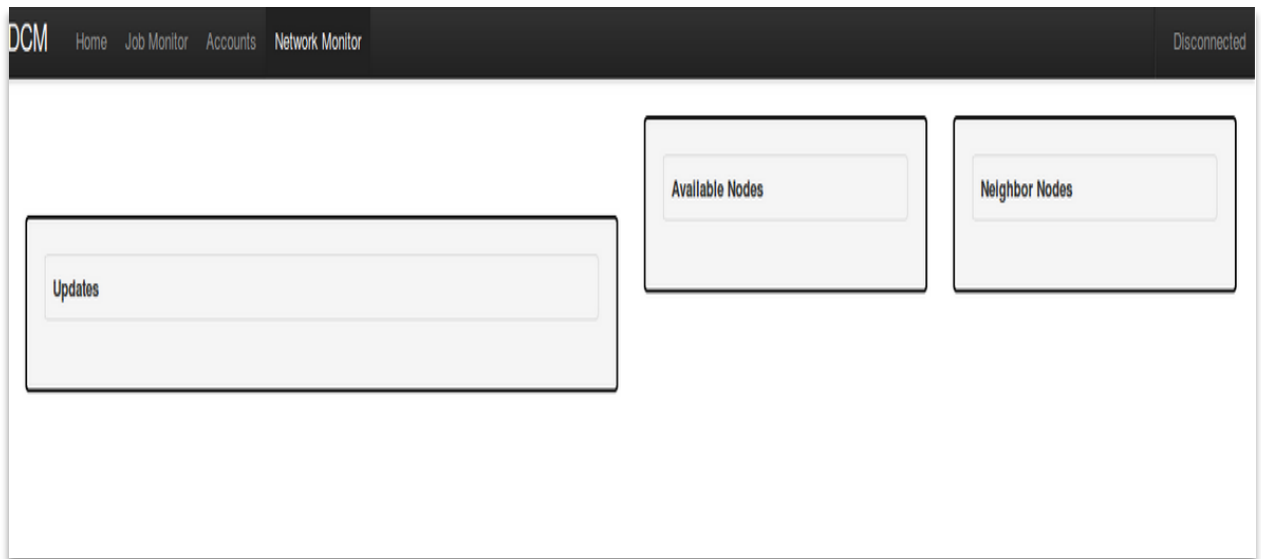 DCM Home Job Monitor Accounts Network Monitor Disconnected
Available Nodes
Neighbor Nodes
Updates